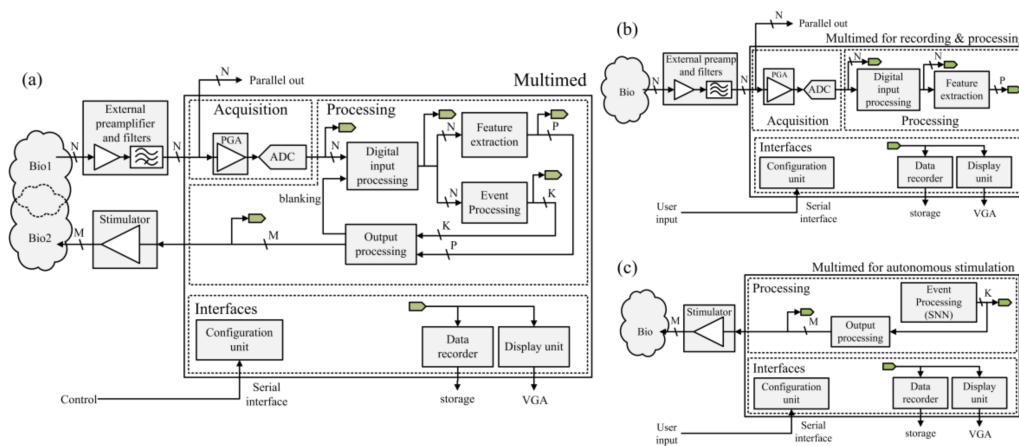 (a)
N
Parallel out
Multimed
External
preamplifier
and filters
Acquisition
Processing
PGA
ADC
N
N
N
Digital
input
processing
N
Feature
extraction
P
Bio1
blanking
N
Event
Processing
K
Stimulator
Bio2
M
M
Output
processing
K
P
Interfaces
Configuration
unit
Data
recorder
Display unit
Control
Serial
interface
storage
VGA
(b)
N
Parallel out
Multimed for recording & processing
External preamp
and filters
Bio
N
N
PGA
ADC
N
Digital
input
processing
N
Feature
extraction
P
Acquisition
Processing
Interfaces
Configuration
unit
Data
recorder
Display
unit
User
input
Serial
interface
storage
VGA
(c)
Multimed for autonomous stimulation
Processing
Event
Processing
(SNN)
K
Bio
M
Stimulator
M
Output
processing
Interfaces
Configuration
unit
Data
recorder
Display
unit
User
input
Serial
interface
storage
VGA